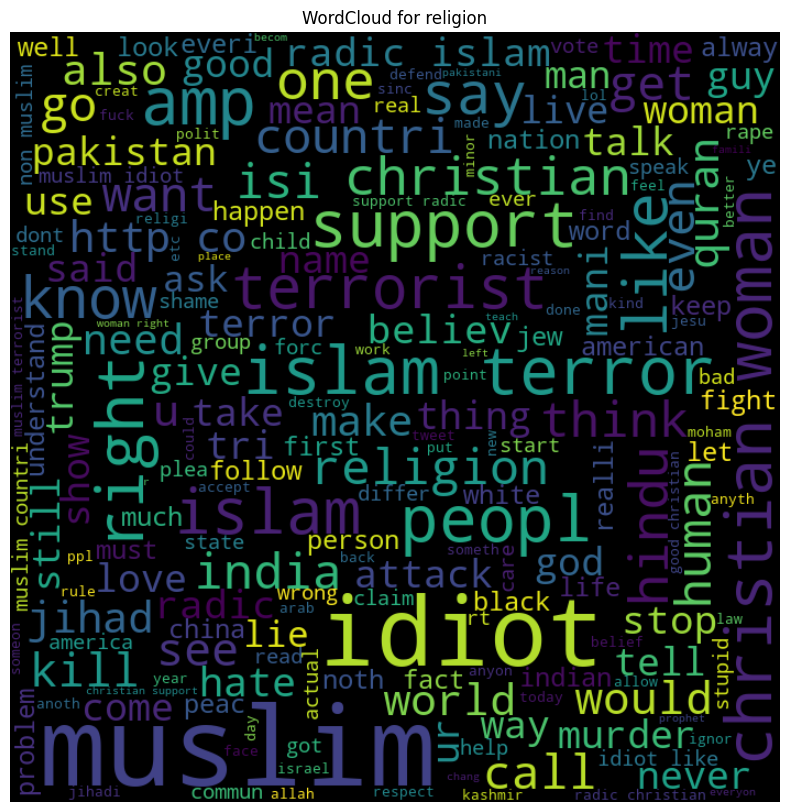 WordCloud for religion
becom
well look everi
vote time alway
also good radic islam man get guy
defend pakistani
creat sinc lol
non muslim fuck amp one say
go mean real live woman
polit countri made nation talk rape
pakistan minor
muslim idiot want isi christian speak ye
use religi support radic ever feel
happen support word find better
dont http co child like even quran
stand etc place racist mani
said name reason kind keep jesu
know ask terrorist done woman
shame
woman right terror believ jew teach american
need group forc work left bad
muslim terrorist understand trump give islam terror fight
right point
u take destroy make thing think moham
show tri first tweet start let
could put new
plea follow religion realli anyth
r accept differ white hindu human good christian
muslim countri still much islam peopl christian
state person someth
ppl must back care
rule love india attack god life
wrong claim black
jihad radic arab rt stop law
someon america china lie idiot belief
see read anyon tell
kill year hate actual fact indian allow stupid
christian support noth today
anoth come peac world would
problem day way murder prophet
muslim got ur help idiot like ignor
face israel call never
chang
jihadi commun allah respect kashmir radic christian everyon
famili